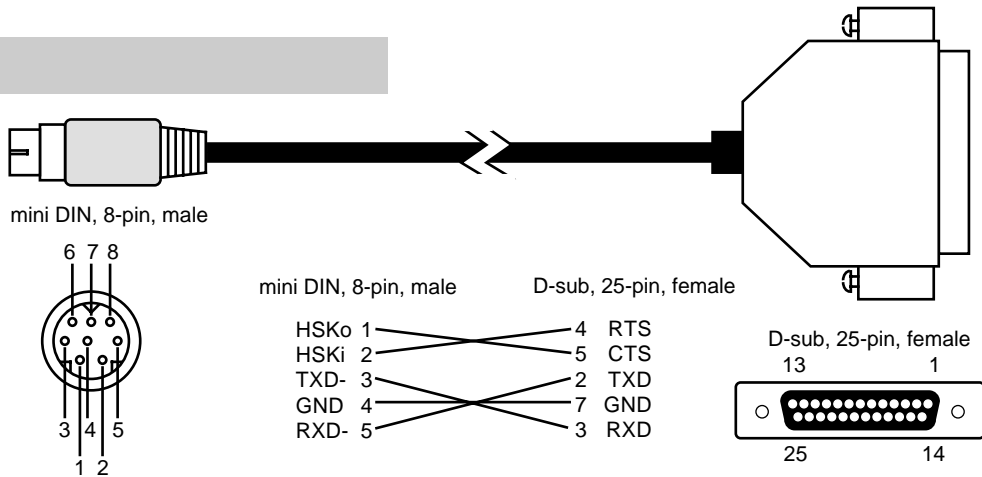 mini DIN, 8-pin, male
6 7 8
3 4 5
1 2
mini DIN, 8-pin, male D-sub, 25-pin, female
HSKo 1 4 RTS
HSKi 2 5 CTS
TXD- 3 2 TXD
GND 4 7 GND
RXD- 5 3 RXD
D-sub, 25-pin, female
13 1
25 14